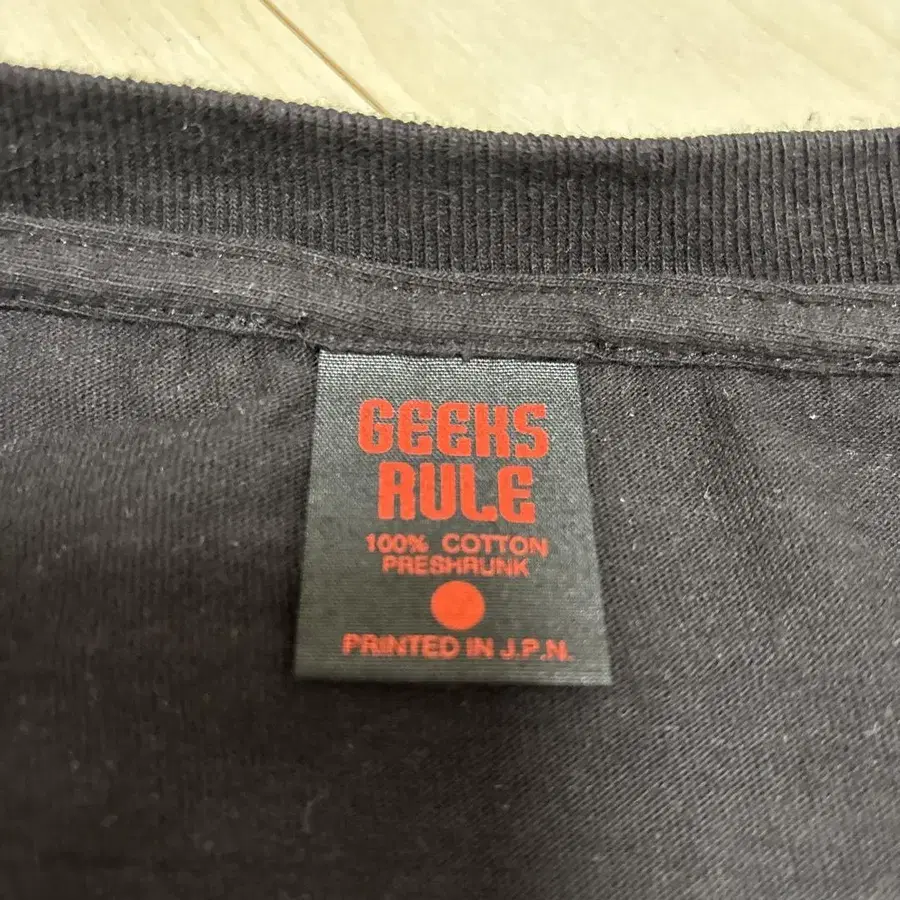 GEEKS
RULE
100% COTTON
PRESHRUNK
PRINTED IN J.P.N.